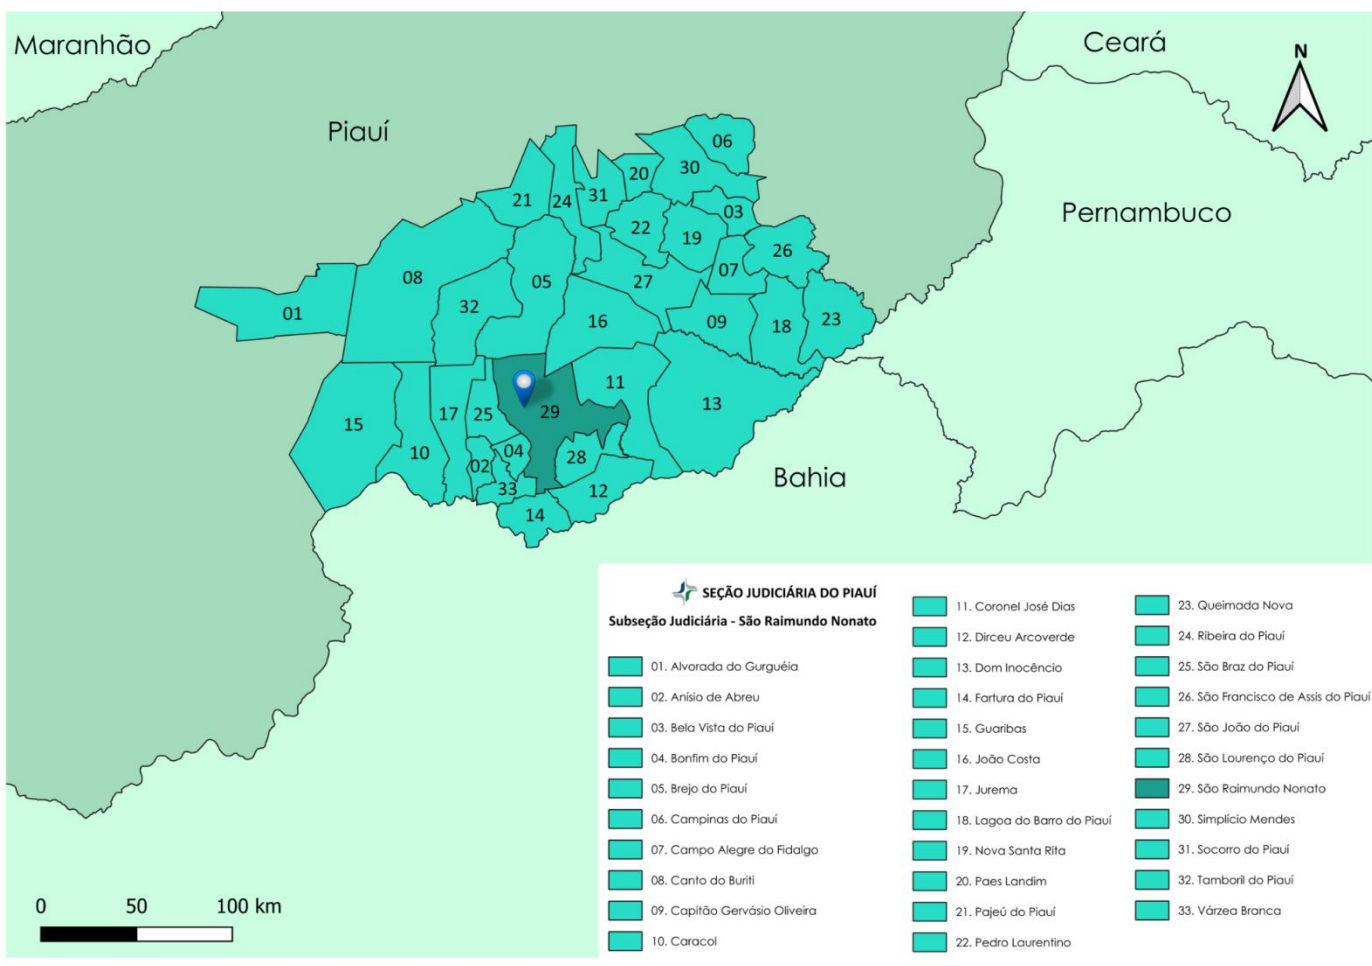 Maranhão
Ceará
N
Piauí
Pernambuco
Bahia
06
30
20
31
24
21
03
22
19
26
08
05
27
07
01
32
16
09
18
23
11
13
15
17
25
29
10
04
02
28
33
12
14
SEÇÃO JUDICIÁRIA DO PIAUÍ
Subseção Judiciária - São Raimundo Nonato
01. Alvorada do Gurguéia
02. Anísio de Abreu
03. Bela Vista do Piauí
04. Bonfim do Piauí
05. Brejo do Piauí
06. Campinas do Piauí
07. Campo Alegre do Fidalgo
08. Canto do Buriti
09. Capitão Gervásio Oliveira
10. Caracol
11. Coronel José Dias
12. Dirceu Arcoverde
13. Dom Inocêncio
14. Fartura do Piauí
15. Guaribas
16. João Costa
17. Jurema
18. Lagoa do Barro do Piauí
19. Nova Santa Rita
20. Paes Landim
21. Pajeú do Piauí
22. Pedro Laurentino
23. Queimada Nova
24. Ribeira do Piauí
25. São Braz do Piauí
26. São Francisco de Assis do Piauí
27. São João do Piauí
28. São Lourenço do Piauí
29. São Raimundo Nonato
30. Simplício Mendes
31. Socorro do Piauí
32. Tamboril do Piauí
33. Várzea Branca
0 50 100 km